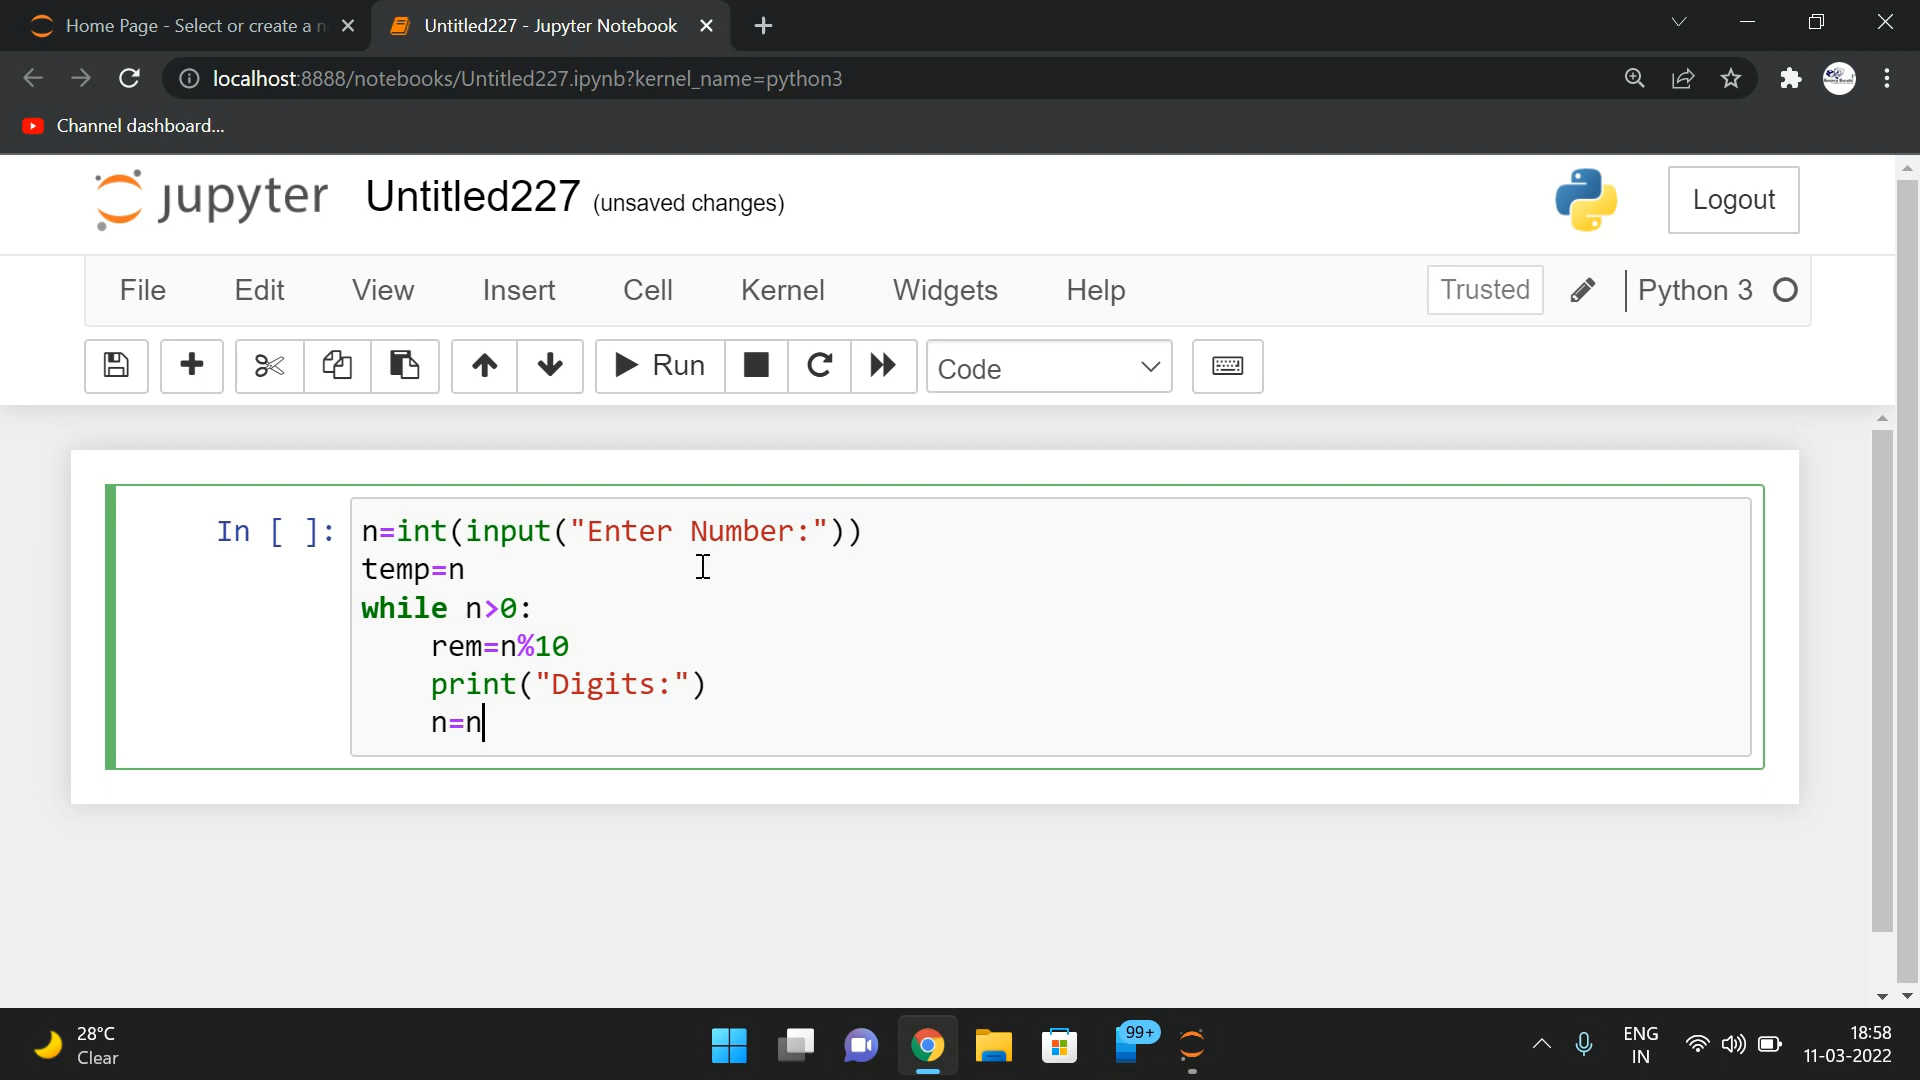 Home Page - Select or create a n
Untitled227 - Jupyter Notebook
localhost:8888/notebooks/Untitled227.ipynb?kernel_name=python3
Channel dashboard...
jupyter Untitled227 (unsaved changes)
Logout
File Edit View Insert Cell Kernel Widgets Help
Trusted
Python 3
Run
Code
In [ ]:
n=int(input("Enter Number:"))
temp=n
while n>0:
    rem=n%10
    print("Digits:")
    n=n
28°C
Clear
99+
ENG
IN
18:58
11-03-2022